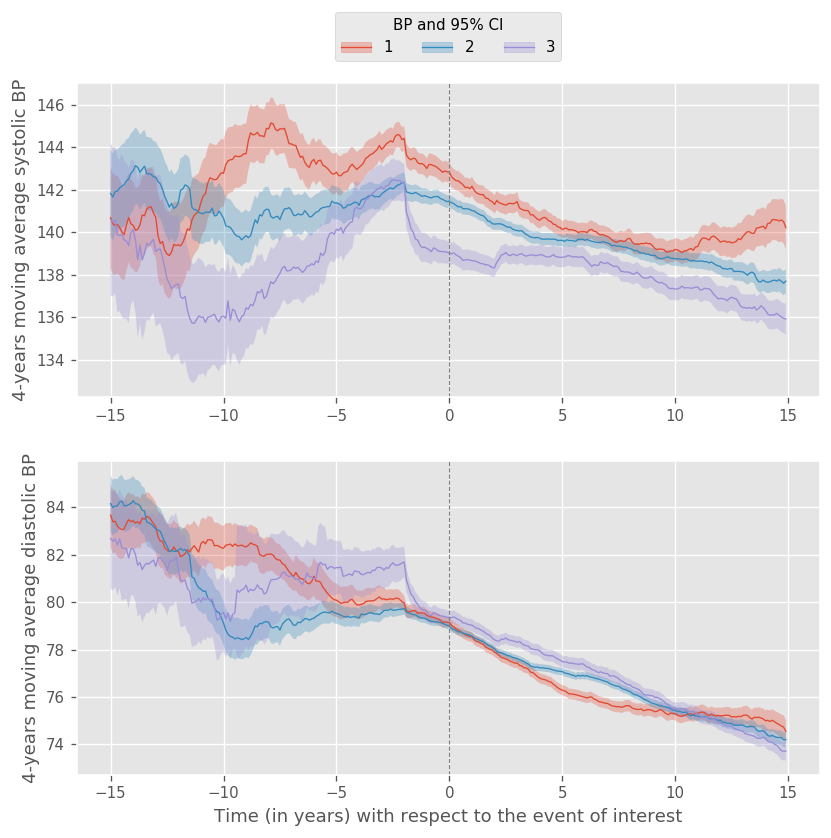 BP and 95% CI
1 2 3
4-years moving average systolic BP
146
144
142
140
138
136
134
−15 −10 −5 0 5 10 15
4-years moving average diastolic BP
84
82
80
78
76
74
−15 −10 −5 0 5 10 15
Time (in years) with respect to the event of interest